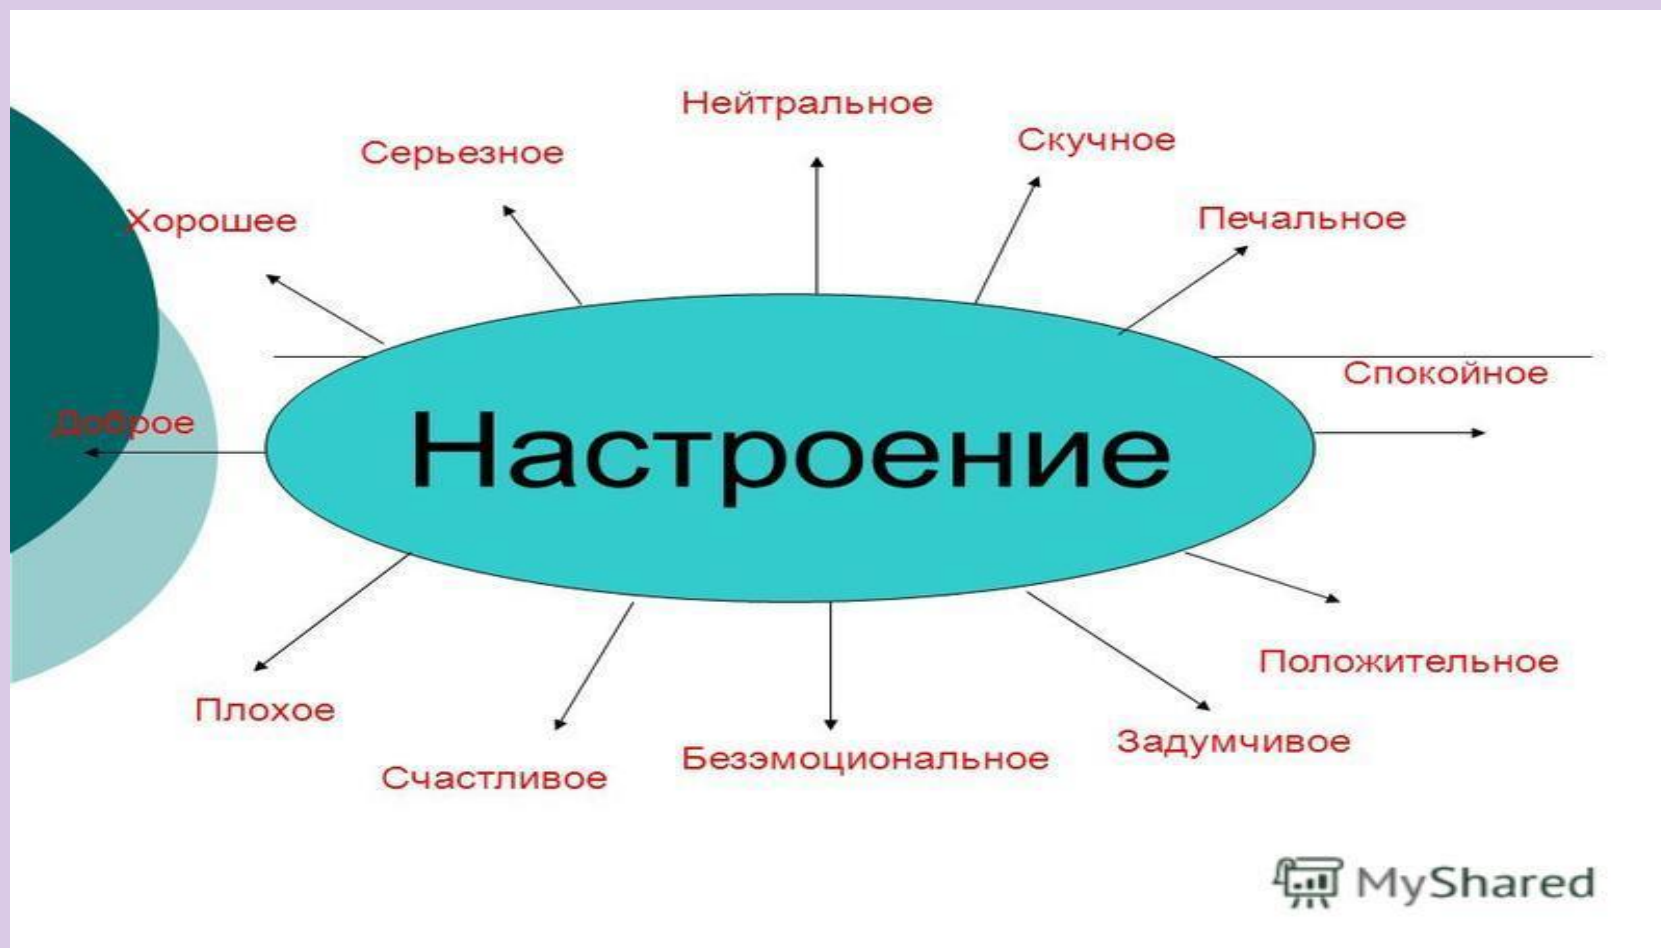 Нейтральное
Скучное
Серьезное
Печальное
Хорошее
Спокойное
Доброе
Настроение
Положительное
Плохое
Задумчивое
Безэмоциональное
Счастливое
MyShared